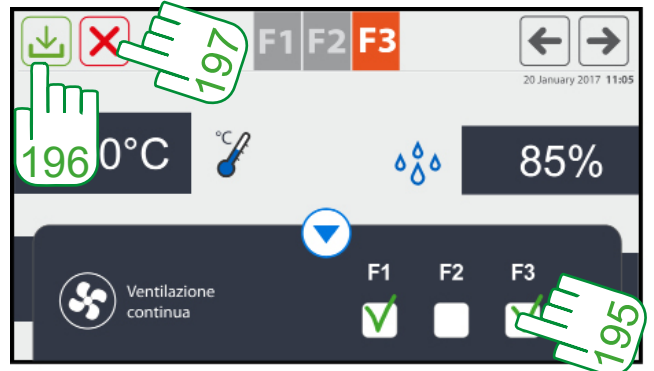 F1 F2 F3
197
20 January 2017 11:05
196
0°C
°C
85%
F1 F2 F3
Ventilazione
continua
195